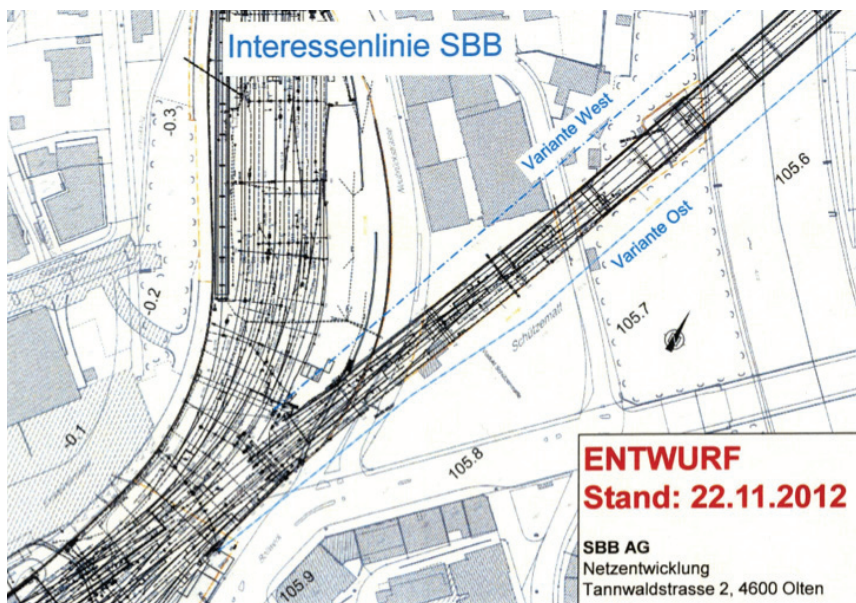 Interessenlinie SBB
-0.3
Variante West
105.6
Variante Ost
-0.2
105.7
Schützematt
-0.1
105.8
ENTWURF
Stand: 22.11.2012
105.9
SBB AG
Netzentwicklung
Tannwaldstrasse 2, 4600 Olten